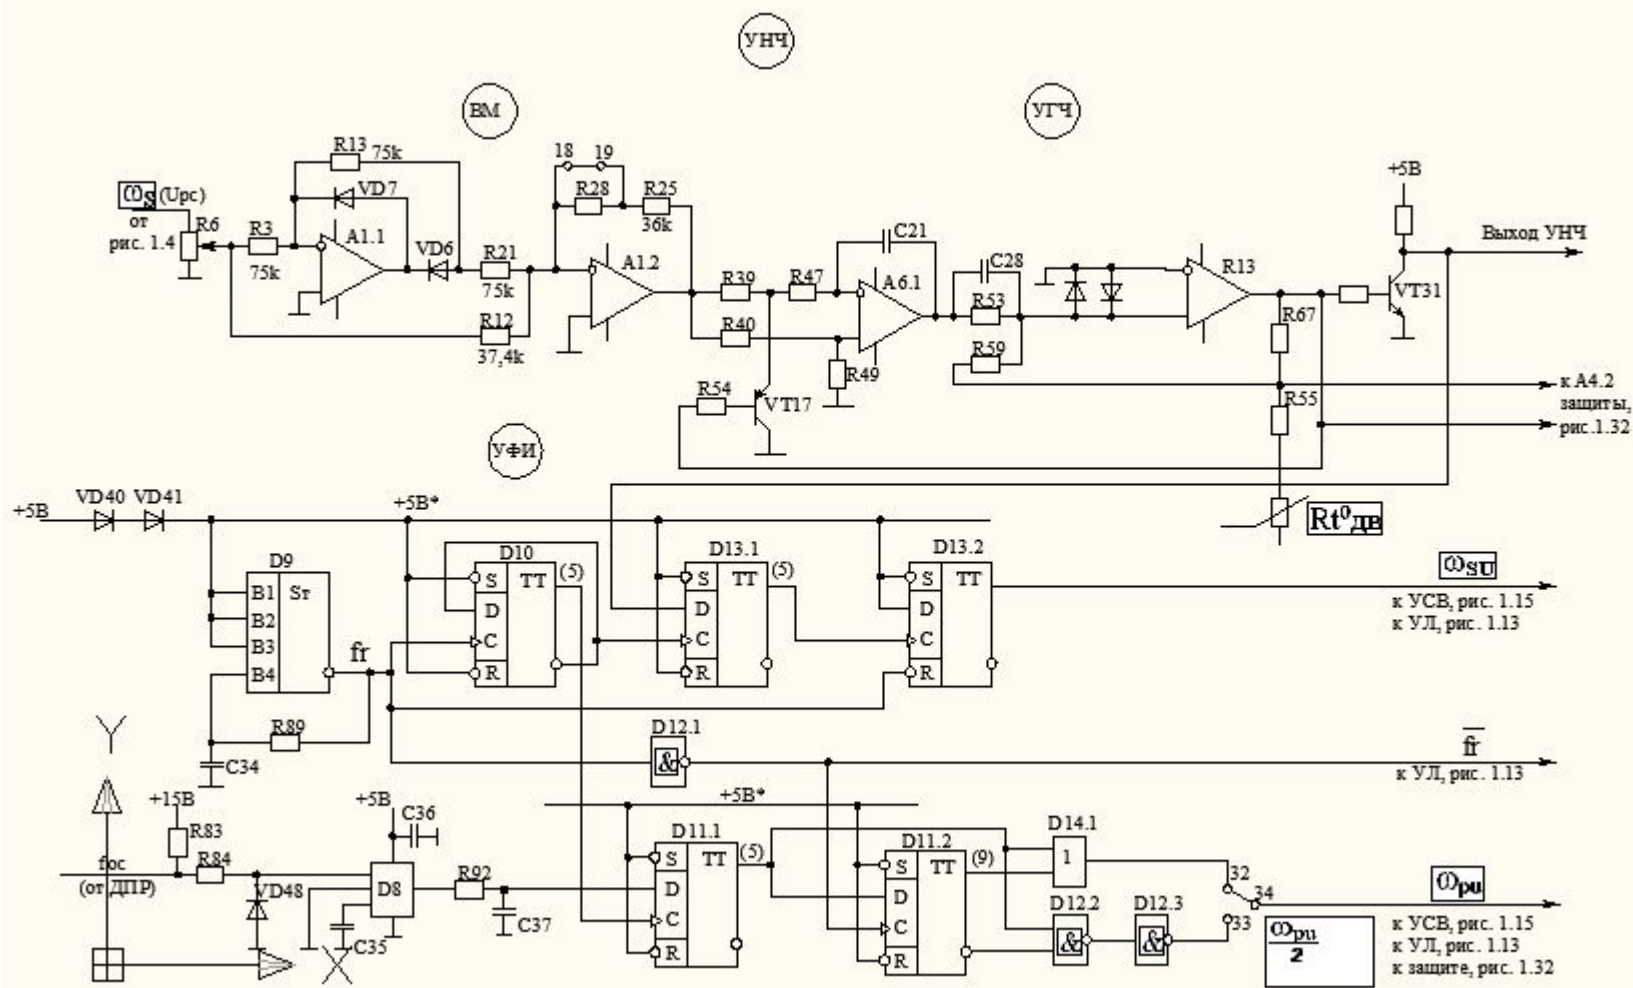 УНЧ
ВМ
УГЧ
R13
75k
18
19
+5В
VD7
R28
R25
ωS (Uрс)
от
рис. 1.4
R6
R3
75k
A1.1
VD6
R21
75k
36k
A1.2
C21
R13
Выход УНЧ
R39
R47
A6.1
C28
VT31
R12
37,4k
R40
R53
R67
R59
R49
к А4.2
защиты,
рис.1.32
R54
VT17
R55
УФИ
VD40
VD41
+5В
+5В*
Rt⁰дв
D9
D10
D13.1
D13.2
B1
B2
B3
B4
Sт
S
D
C
R
TT
(5)
S
D
C
R
TT
(5)
S
D
C
R
TT
ωSU
к УСВ, рис. 1.15
к УЛ, рис. 1.13
fr
R89
D12.1
&
C34
fr
к УЛ, рис. 1.13
Y
+15В
+5В
C36
+5В*
R83
D11.1
D11.2
D14.1
R84
fос
(от ДПР)
VD48
D8
R92
S
D
C
R
TT
(5)
S
D
C
R
TT
(9)
1
32
34
ωpu
D12.2
D12.3
33
&
&
C35
C37
ωpu
2
к УСВ, рис. 1.15
к УЛ, рис. 1.13
к защите, рис. 1.32
X